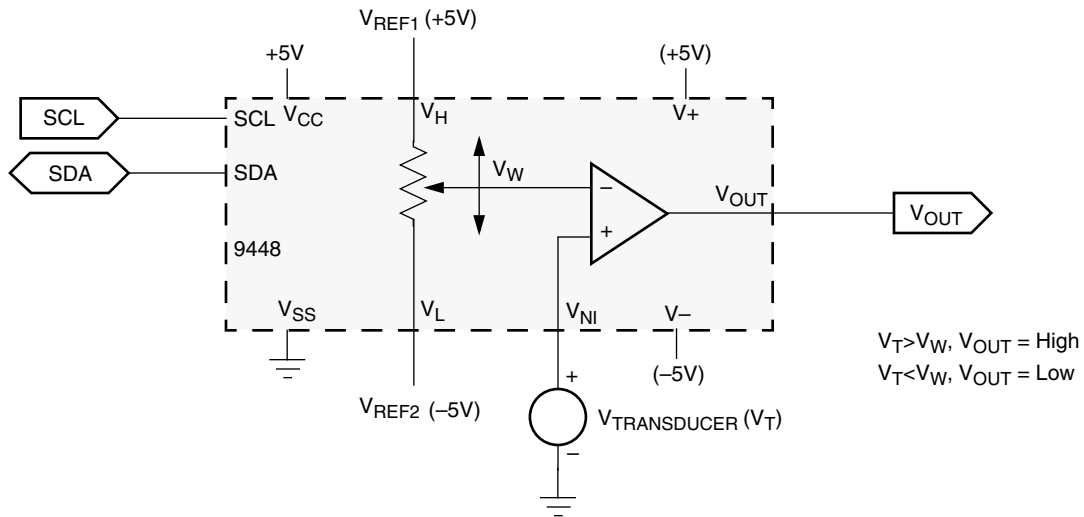 VREF1 (+5V)
+5V
(+5V)
SCL
SCL
VCC
VH
V+
SDA
SDA
VW
–
VOUT
VOUT
+
9448
VSS
VL
VNI
V–
VT>VW, VOUT = High
VT<VW, VOUT = Low
(–5V)
+
VREF2 (–5V)
VTRANSDUCER (VT)
–